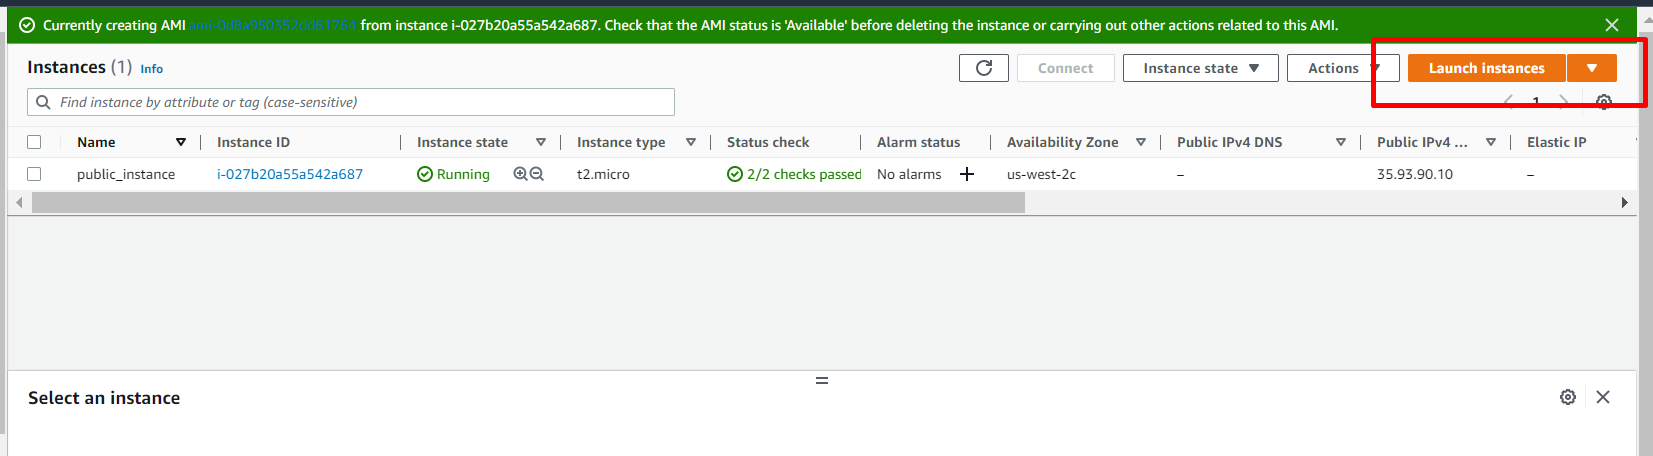 Currently creating AMI ami-0d8a950352dd61764 from instance i-027b20a55a542a687. Check that the AMI status is 'Available' before deleting the instance or carrying out other actions related to this AMI.
Instances (1) Info Connect Instance state Actions Launch instances
Find instance by attribute or tag (case-sensitive) 1
Name Instance ID Instance state Instance type Status check Alarm status Availability Zone Public IPv4 DNS Public IPv4 ... Elastic IP
public_instance i-027b20a55a542a687 Running t2.micro 2/2 checks passed No alarms + us-west-2c – 35.93.90.10 –
Select an instance